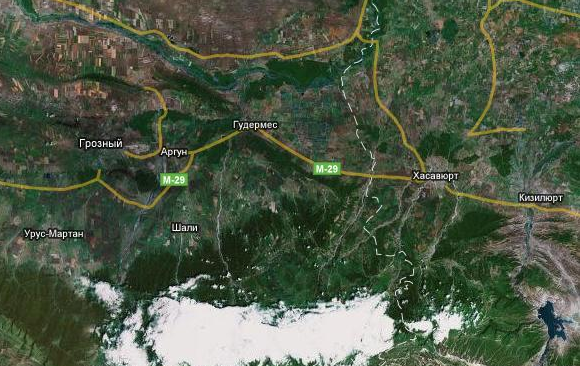 Гудермес
Грозный
Аргун
М-29
М-29
Хасавюрт
Кизилюрт
Шали
Урус-Мартан